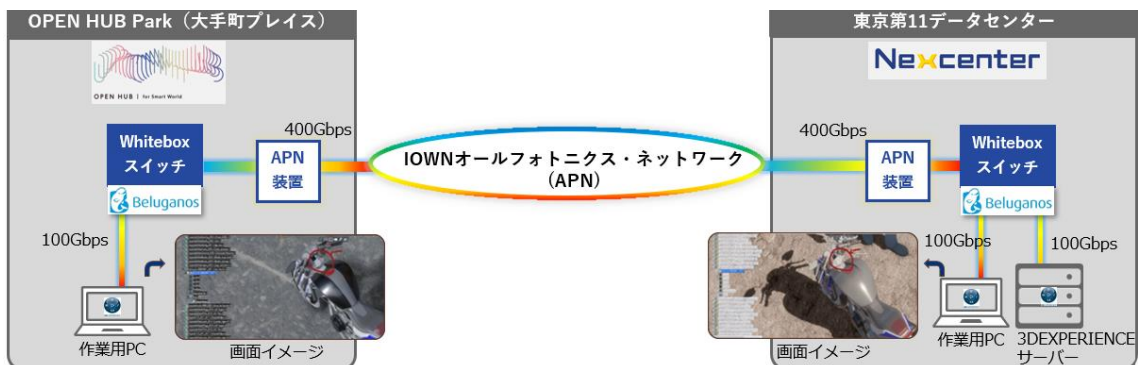 OPEN HUB Park（大手町プレイス）
OPEN HUB | for Smart World
Whitebox
スイッチ
Beluganos
APN
装置
400Gbps
100Gbps
作業用PC
画面イメージ
IOWNオールフォトニクス・ネットワーク
(APN)
東京第11データセンター
Nexcenter
400Gbps
APN
装置
Whitebox
スイッチ
Beluganos
100Gbps
100Gbps
画面イメージ
作業用PC
3DEXPERIENCE
サーバー